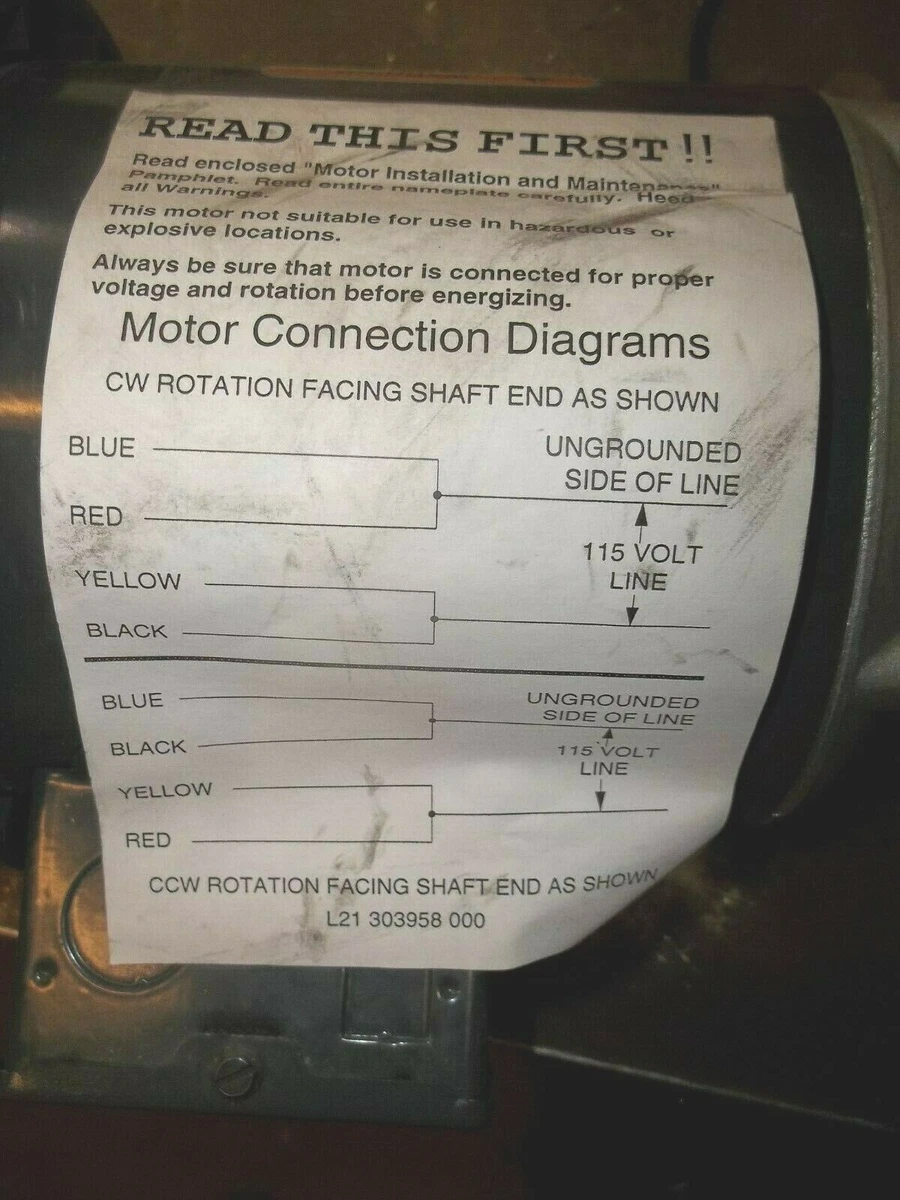 READ THIS FIRST!!
Read enclosed "Motor Installation and Maintenance"
Pamphlet. Read entire nameplate carefully. Heed
all Warnings.
This motor not suitable for use in hazardous or
explosive locations.
Always be sure that motor is connected for proper
voltage and rotation before energizing.
Motor Connection Diagrams
CW ROTATION FACING SHAFT END AS SHOWN
BLUE
UNGROUNDED
SIDE OF LINE
RED
115 VOLT
LINE
YELLOW
BLACK
BLUE
UNGROUNDED
SIDE OF LINE
BLACK
115 VOLT
LINE
YELLOW
RED
CCW ROTATION FACING SHAFT END AS SHOWN
L21 303958 000